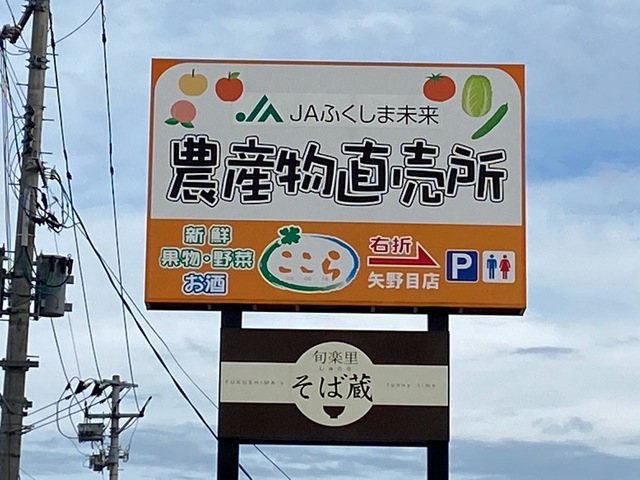 JAふくしま未来
農産物直売所
新鮮
果物・野菜
お酒
ここら
右折
矢野目店
P
旬楽里
しゅらり
FUKUSHIMA's
そば蔵
funny time